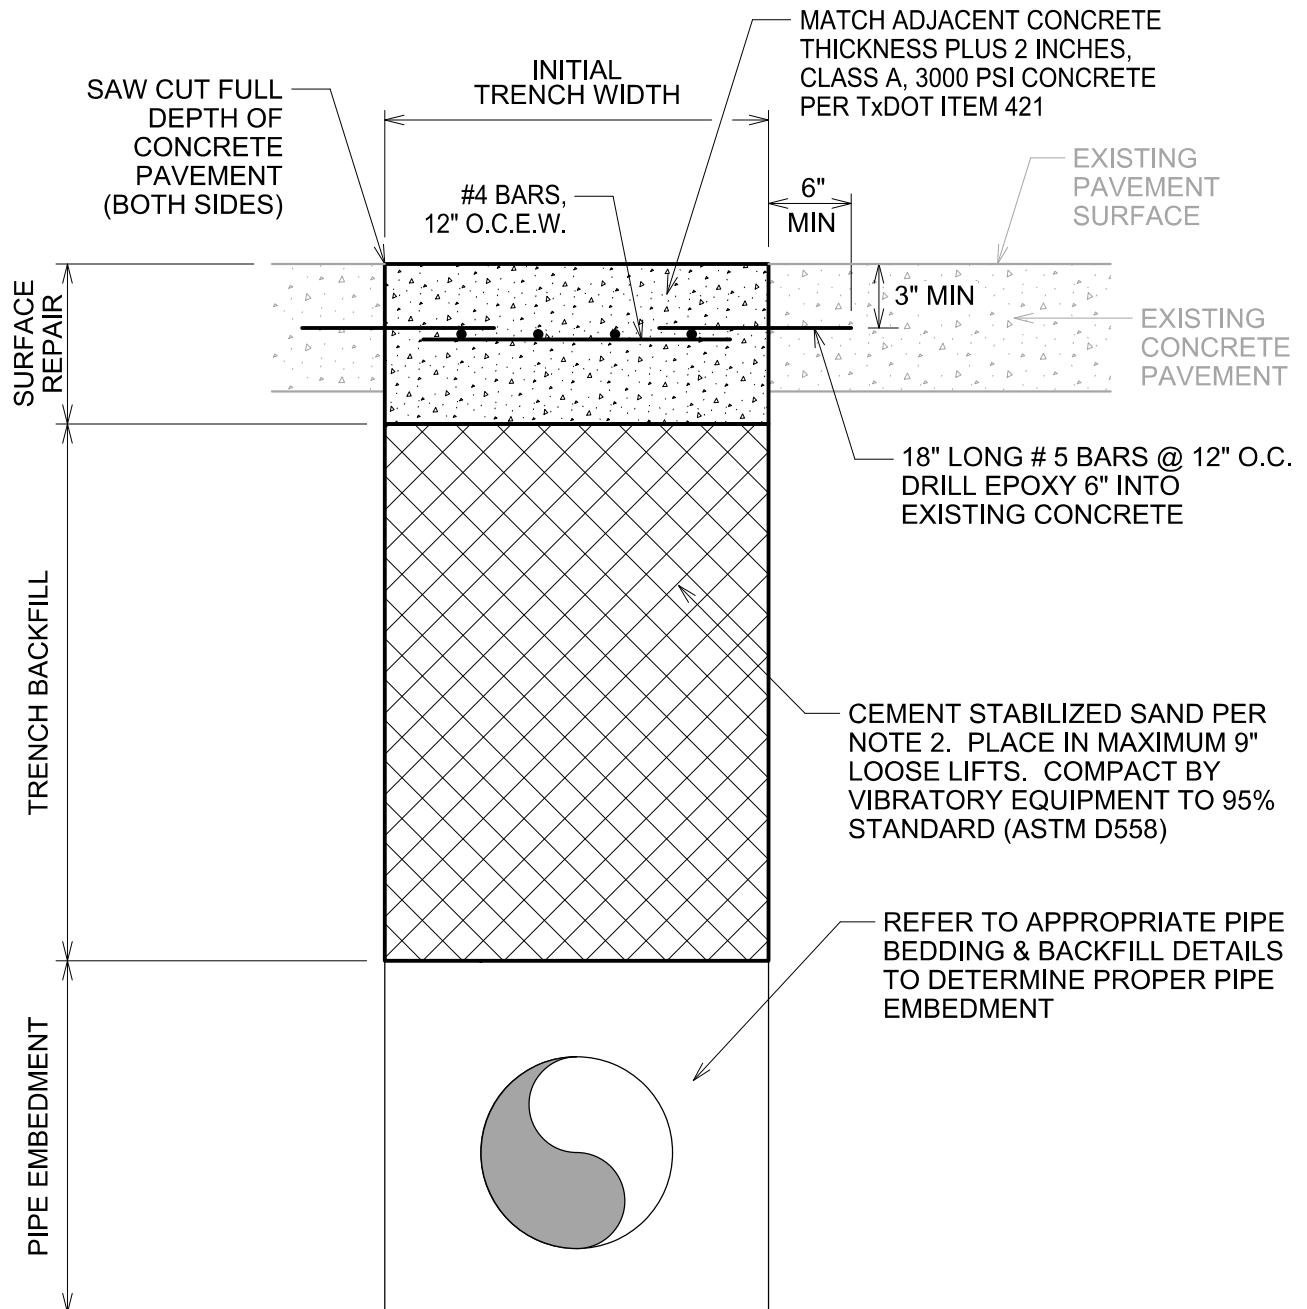 MATCH ADJACENT CONCRETE
THICKNESS PLUS 2 INCHES,
CLASS A, 3000 PSI CONCRETE
PER TxDOT ITEM 421
INITIAL
TRENCH WIDTH
SAW CUT FULL
DEPTH OF
CONCRETE
PAVEMENT
(BOTH SIDES)
#4 BARS,
12" O.C.E.W.
6"
MIN
EXISTING
PAVEMENT
SURFACE
3" MIN
EXISTING
CONCRETE
PAVEMENT
SURFACE
REPAIR
18" LONG # 5 BARS @ 12" O.C.
DRILL EPOXY 6" INTO
EXISTING CONCRETE
TRENCH BACKFILL
CEMENT STABILIZED SAND PER
NOTE 2. PLACE IN MAXIMUM 9"
LOOSE LIFTS. COMPACT BY
VIBRATORY EQUIPMENT TO 95%
STANDARD (ASTM D558)
REFER TO APPROPRIATE PIPE
BEDDING & BACKFILL DETAILS
TO DETERMINE PROPER PIPE
EMBEDMENT
PIPE EMBEDMENT